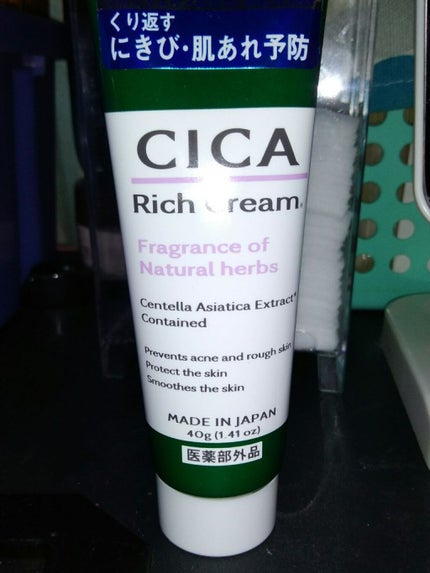 くり返す
にきび・肌あれ予防
CICA
Rich Cream.
Fragrance of
Natural herbs
Centella Asiatica Extract*
Contained
Prevents acne and rough skin
Protect the skin
Smoothes the skin
MADE IN JAPAN
40g (1.41 oz)
医薬部外品